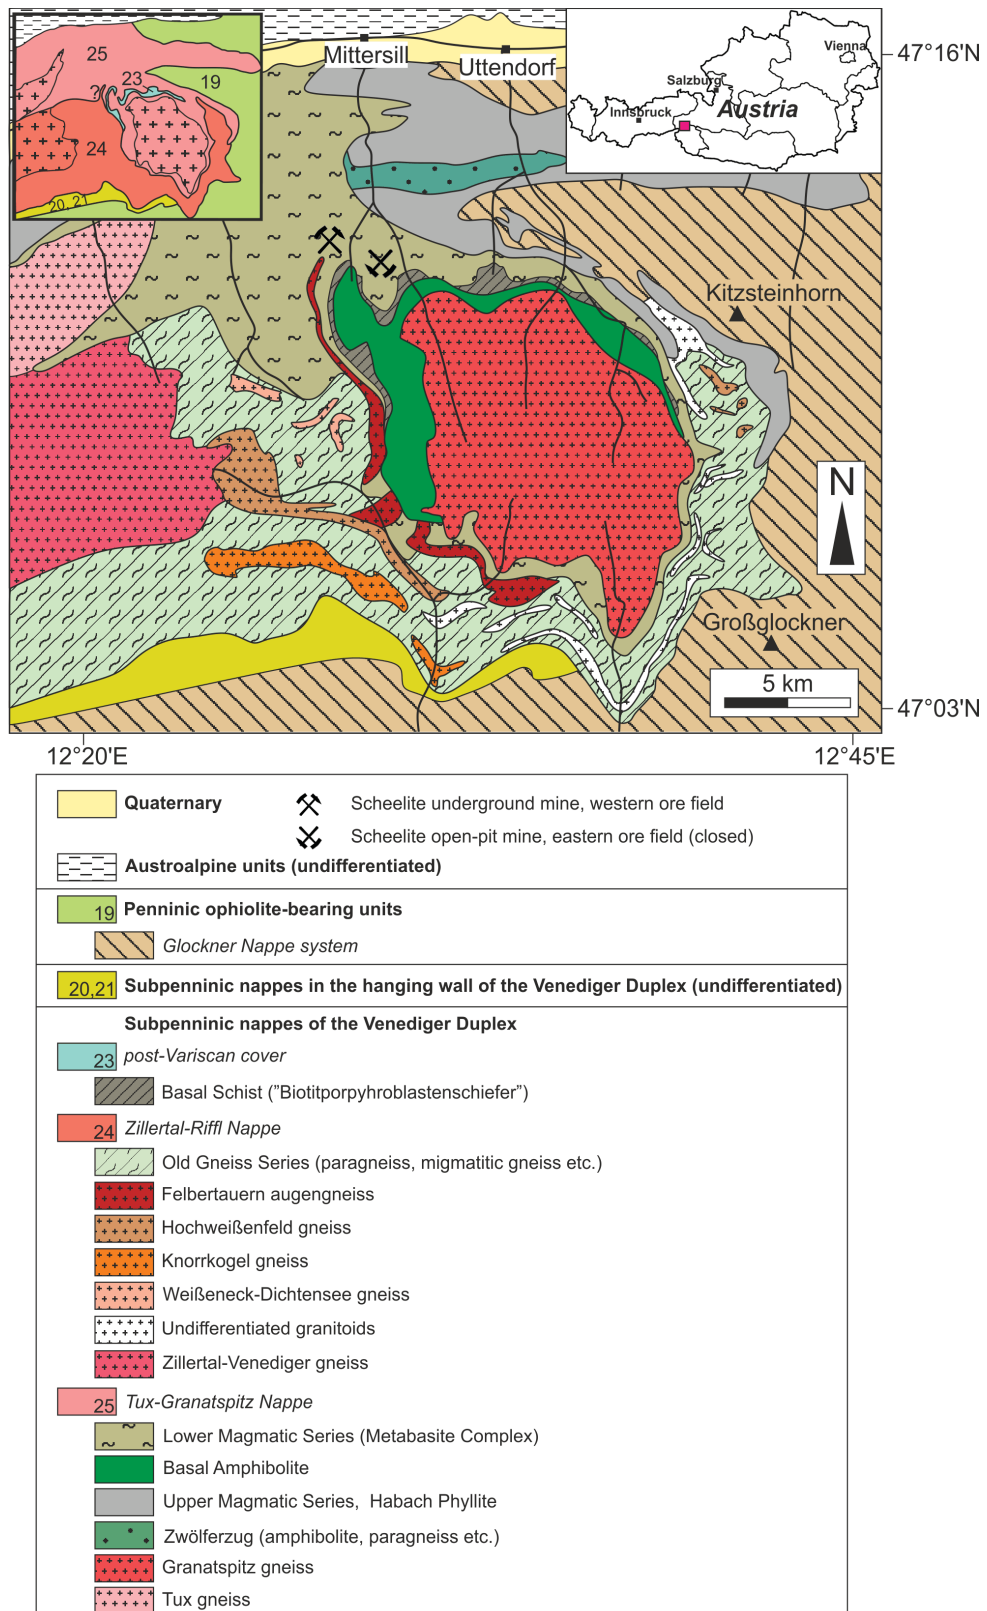 25
23
19
?
24
20, 21
Mittersill
Uttendorf
Vienna
Salzburg
Innsbruck
Austria
47°16'N
Kitzsteinhorn
N
Großglockner
5 km
47°03'N
12°20'E
12°45'E
Quaternary
Scheelite underground mine, western ore field
Scheelite open-pit mine, eastern ore field (closed)
Austroalpine units (undifferentiated)
19 Penninic ophiolite-bearing units
Glockner Nappe system
20,21 Subpenninic nappes in the hanging wall of the Venediger Duplex (undifferentiated)
Subpenninic nappes of the Venediger Duplex
23 post-Variscan cover
Basal Schist (”Biotitporpyhroblastenschiefer”)
24 Zillertal-Riffl Nappe
Old Gneiss Series (paragneiss, migmatitic gneiss etc.)
Felbertauern augengneiss
Hochweißenfeld gneiss
Knorrkogel gneiss
Weißeneck-Dichtensee gneiss
Undifferentiated granitoids
Zillertal-Venediger gneiss
25 Tux-Granatspitz Nappe
Lower Magmatic Series (Metabasite Complex)
Basal Amphibolite
Upper Magmatic Series, Habach Phyllite
Zwölferzug (amphibolite, paragneiss etc.)
Granatspitz gneiss
Tux gneiss